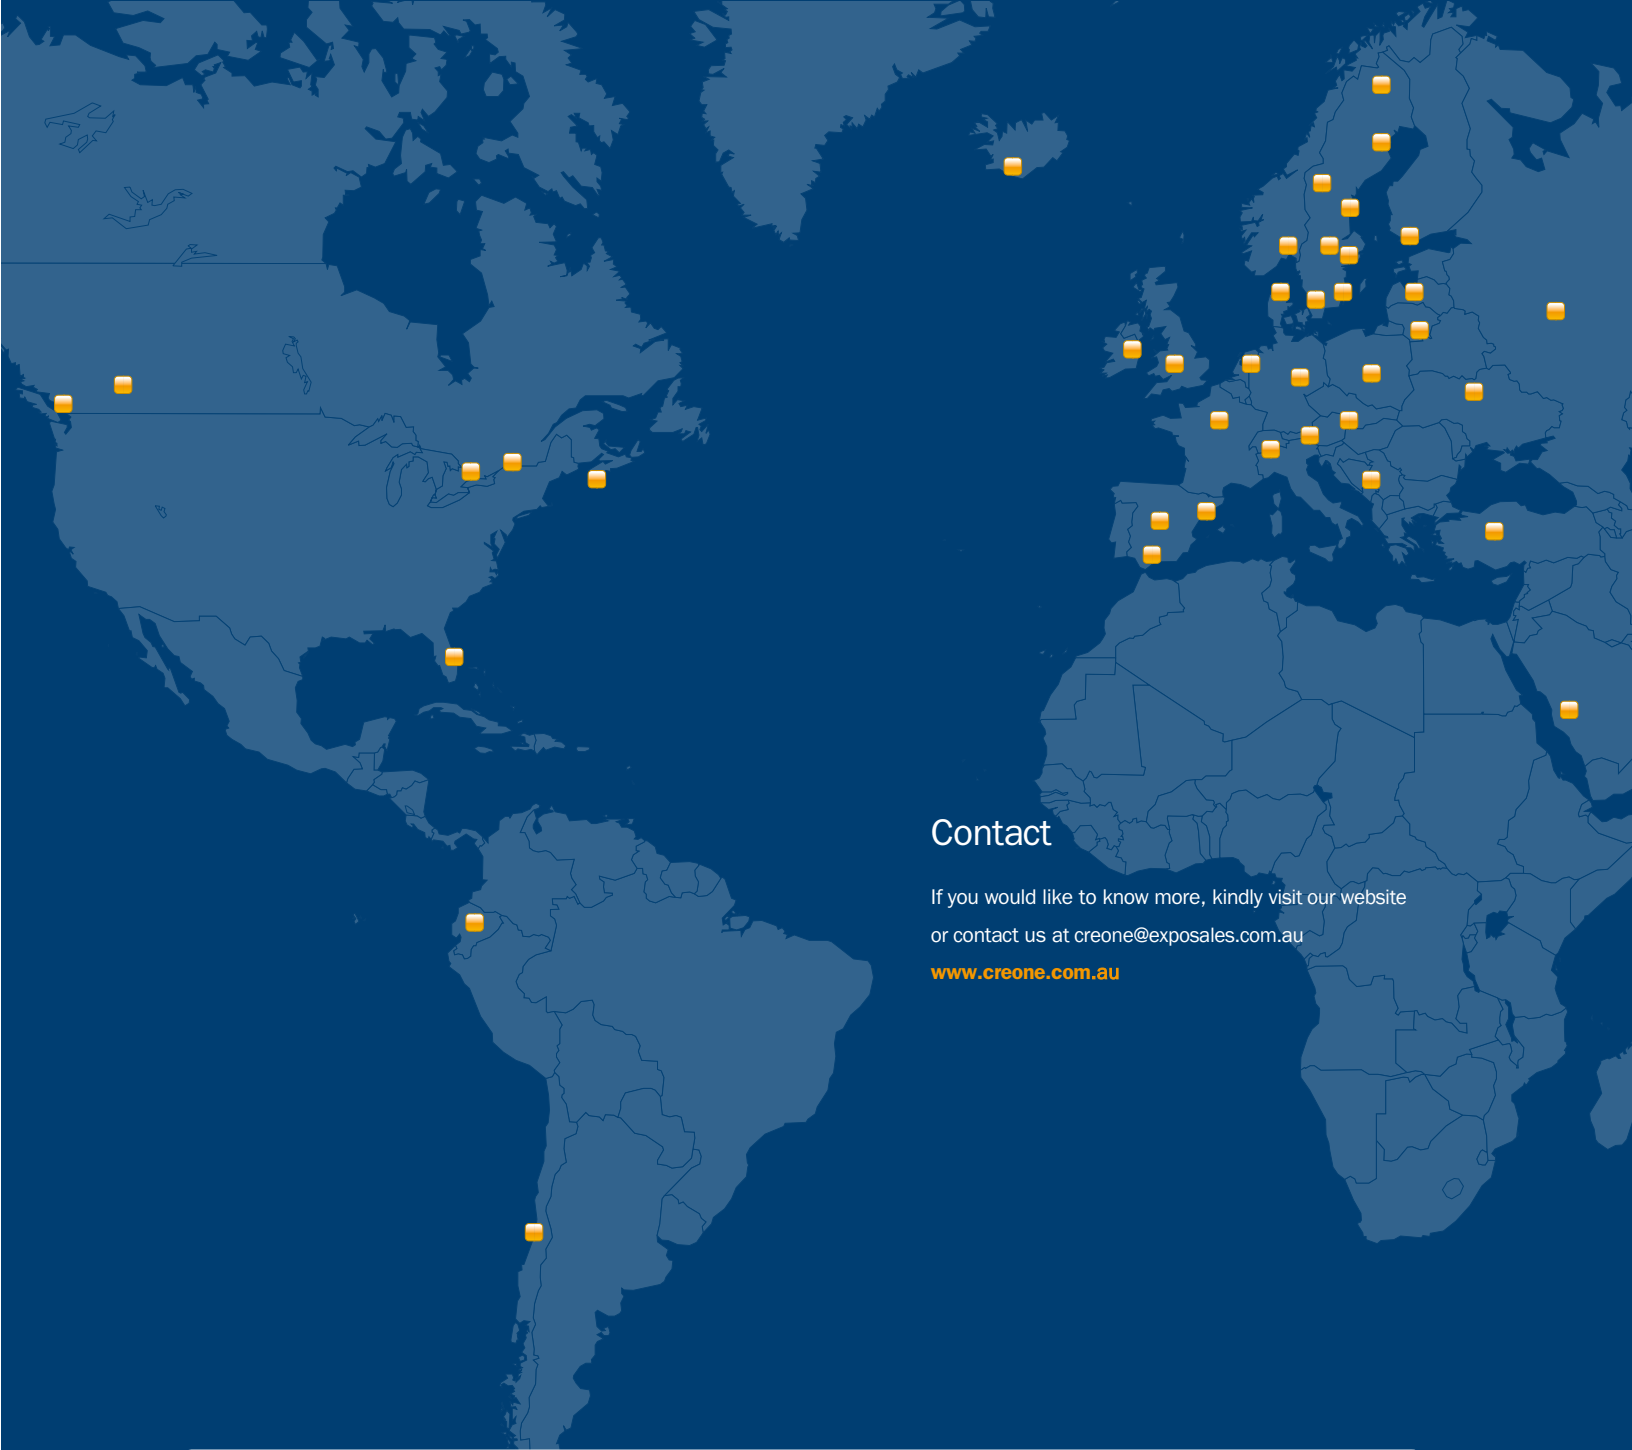 Contact
If you would like to know more, kindly visit our website
or contact us at creone@exposales.com.au
www.creone.com.au